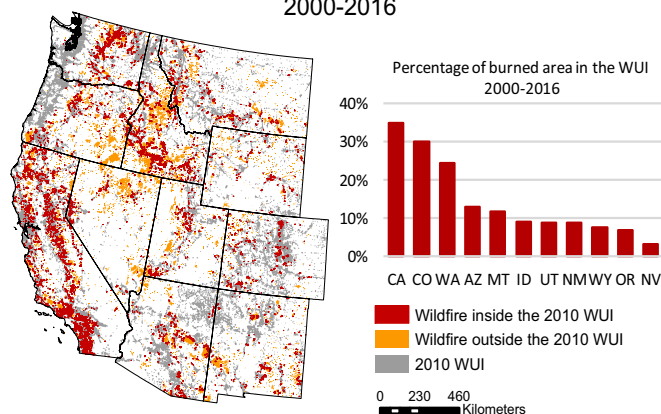 2000-2016
Percentage of burned area in the WUI
2000-2016
40%
30%
20%
10%
0%
CA CO WA AZ MT ID UT NM WY OR NV
Wildfire inside the 2010 WUI
Wildfire outside the 2010 WUI
2010 WUI
0 230 460
Kilometers